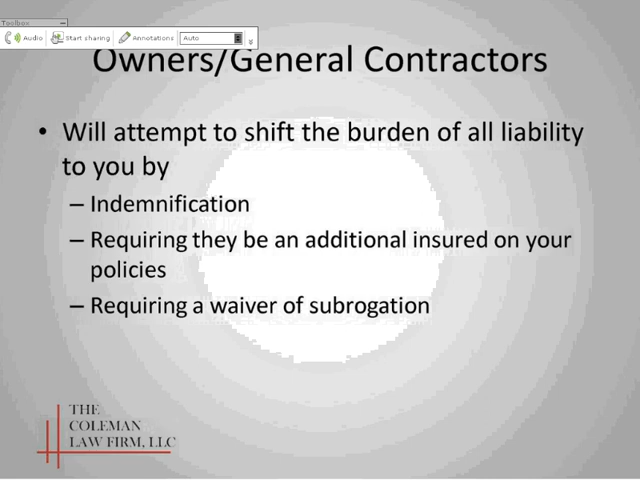 Toolbox
Audio
Start sharing
Annotations
Auto
Owners/General Contractors
• Will attempt to shift the burden of all liability
to you by
– Indemnification
– Requiring they be an additional insured on your
policies
– Requiring a waiver of subrogation
THE
COLEMAN
LAW FIRM, LLC